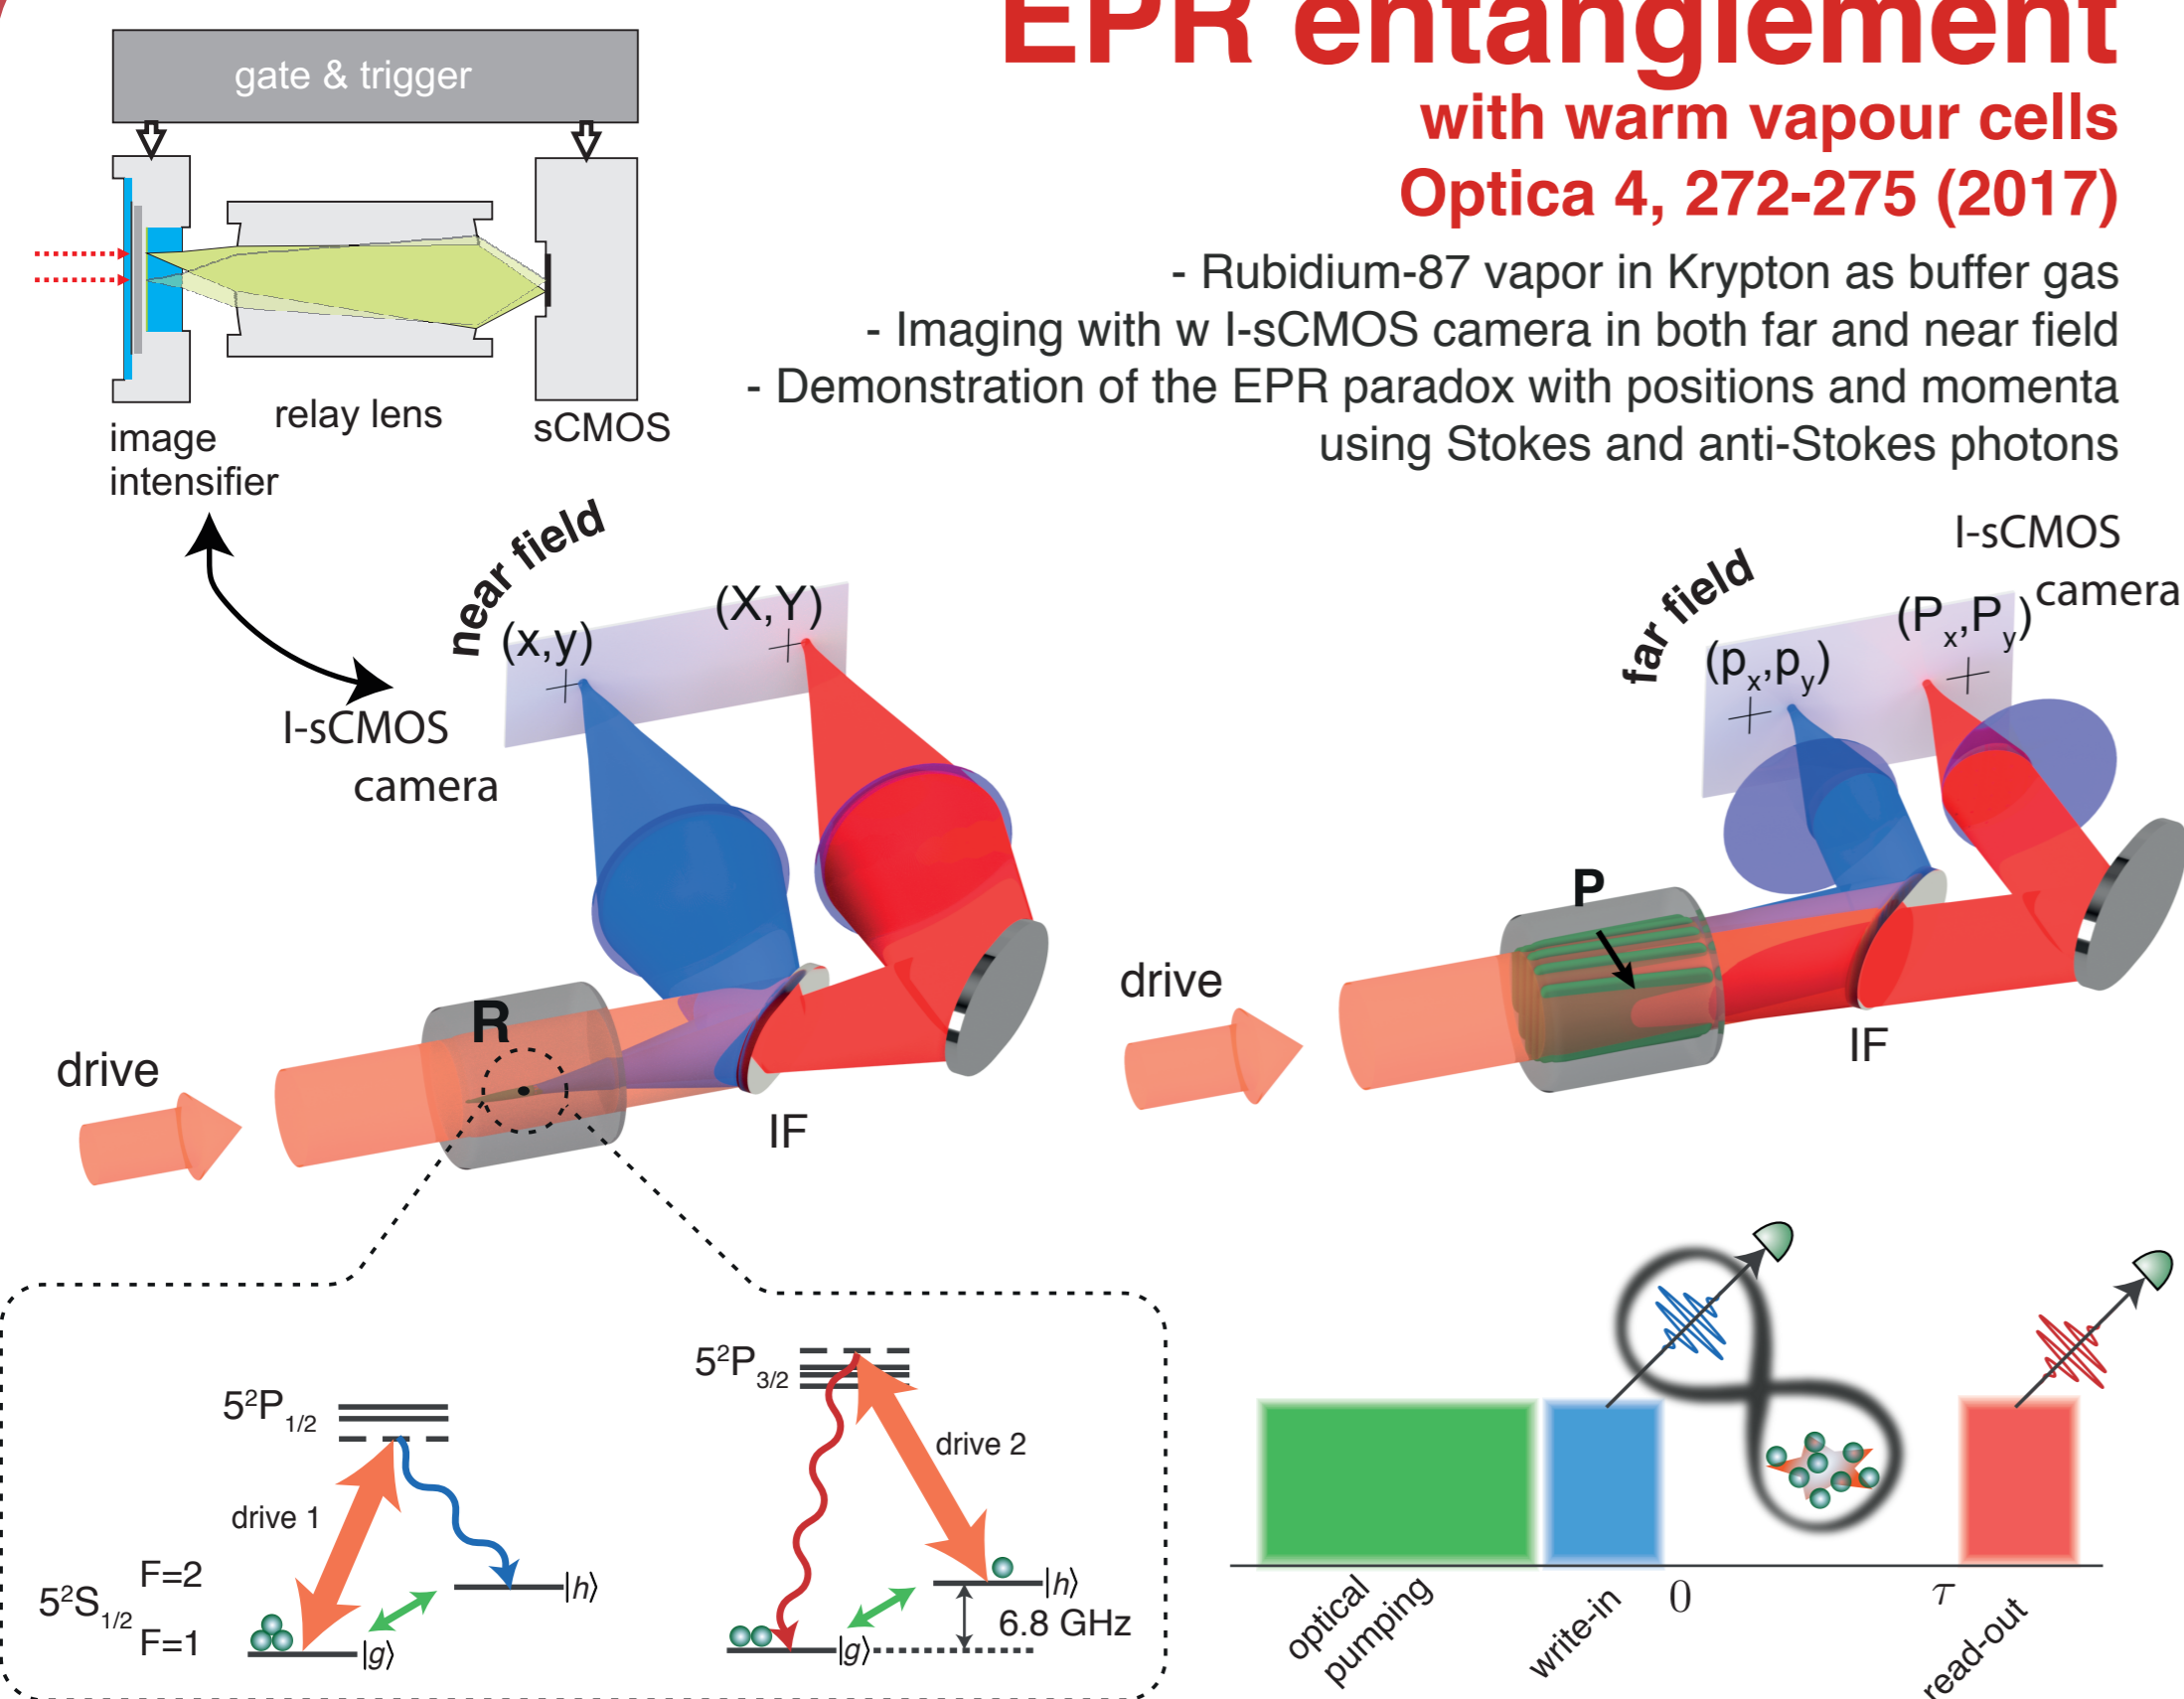 EPR entanglement
with warm vapour cells
Optica 4, 272-275 (2017)
- Rubidium-87 vapor in Krypton as buffer gas
- Imaging with w I-sCMOS camera in both far and near field
- Demonstration of the EPR paradox with positions and momenta
using Stokes and anti-Stokes photons
gate & trigger
image
intensifier
relay lens
sCMOS
near field
(x,y)
(X,Y)
I-sCMOS
camera
R
drive
IF
far field
I-sCMOS
camera
(pₓ,p_y)
(Pₓ,P_y)
P
drive
IF
5²P₁/₂
drive 1
F=2
5²S₁/₂
F=1
|g⟩
|h⟩
5²P₃/₂
drive 2
|h⟩
6.8 GHz
|g⟩
optical
pumping
write-in
0
τ
read-out